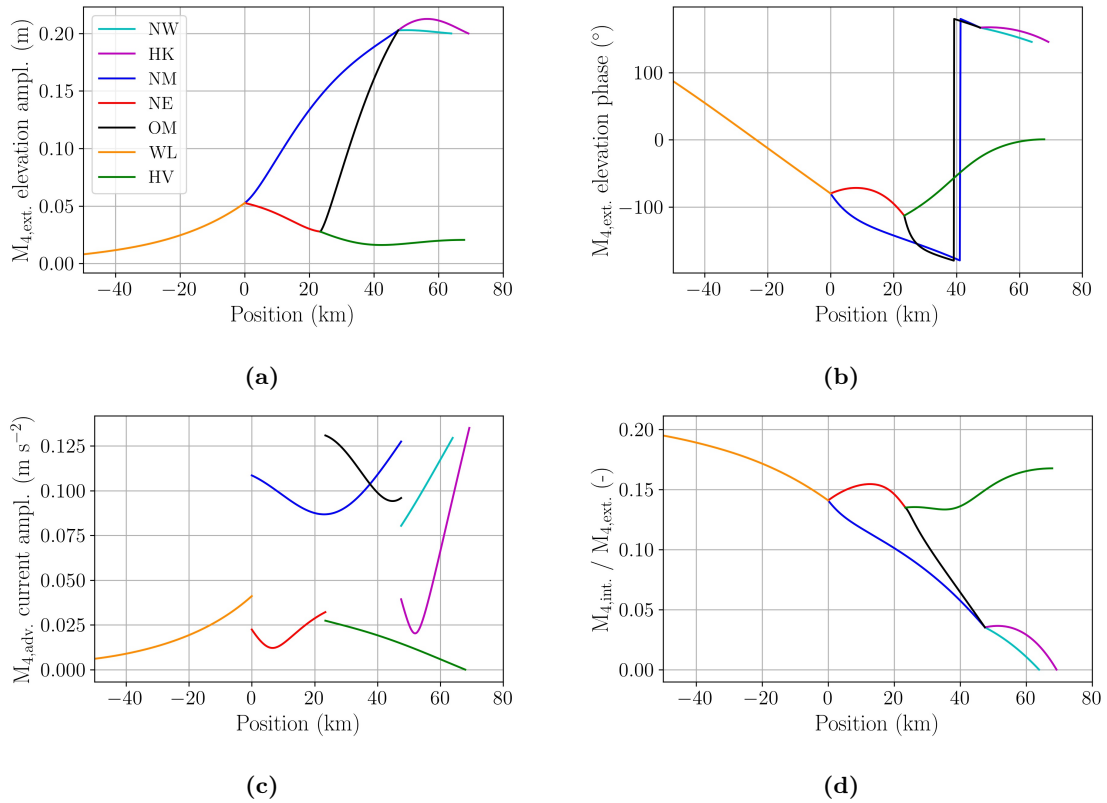 M4,ext. elevation ampl. (m)
0.20
0.15
0.10
0.05
0.00
NW
HK
NM
NE
OM
WL
HV
−40 −20 0 20 40 60 80
Position (km)
(a)
M4,ext. elevation phase (°)
100
0
−100
−40 −20 0 20 40 60 80
Position (km)
(b)
M4,adv. current ampl. (m s−2)
0.125
0.100
0.075
0.050
0.025
0.000
−40 −20 0 20 40 60 80
Position (km)
(c)
M4,int. / M4,ext. (-)
0.20
0.15
0.10
0.05
0.00
−40 −20 0 20 40 60 80
Position (km)
(d)